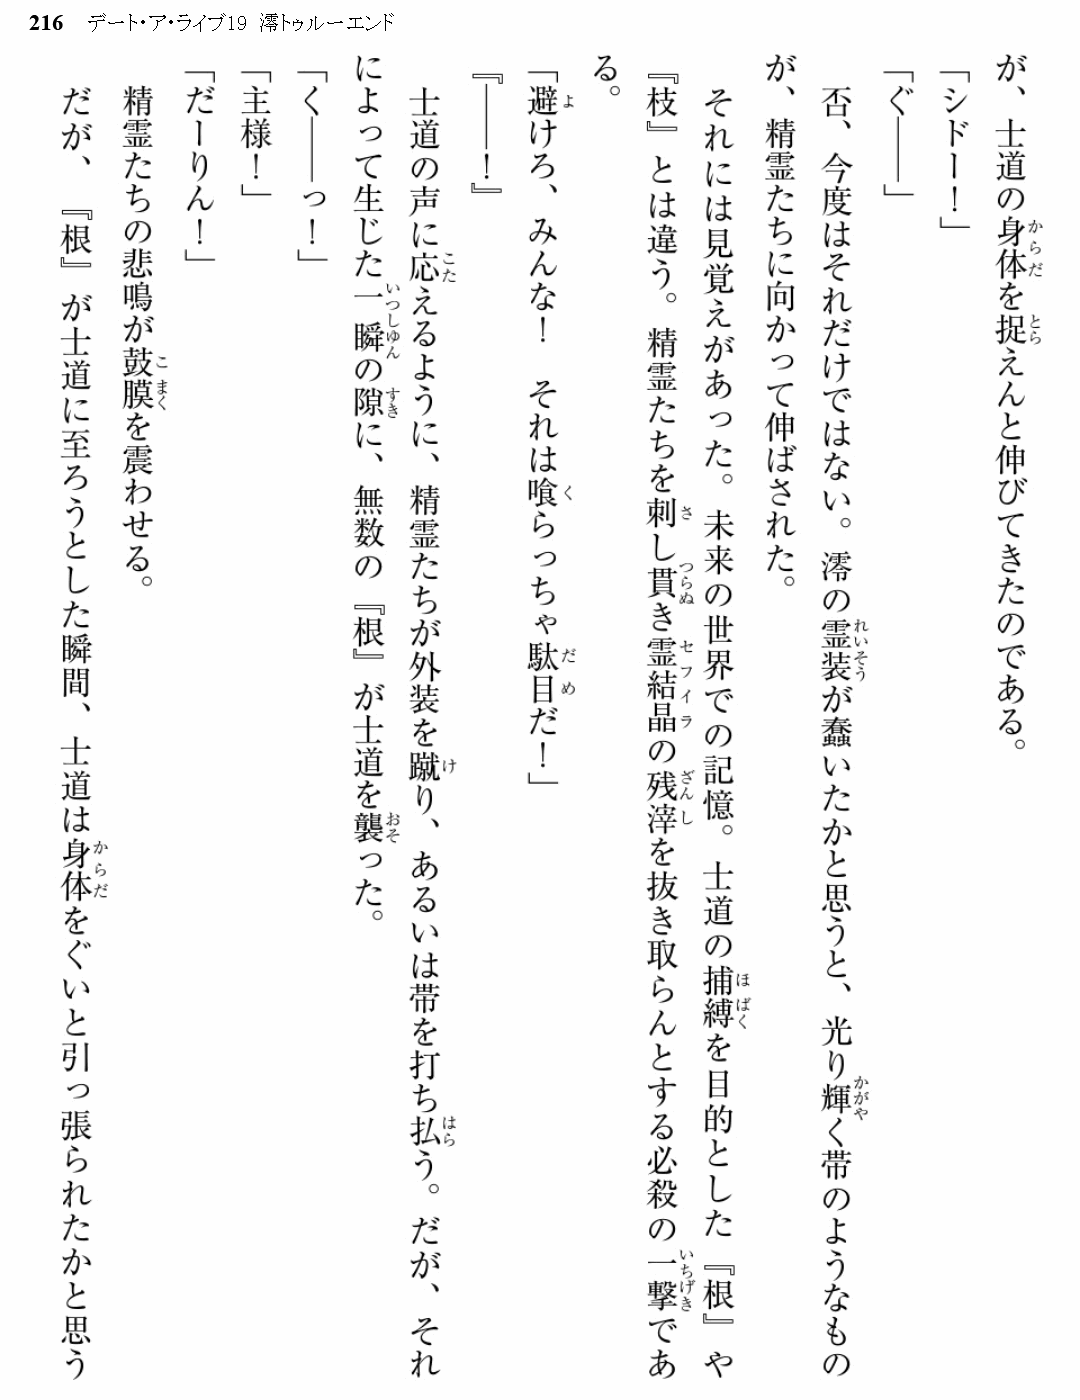 216　デート・ア・ライブ19　澪トゥルーエンド
が、士道の身体を捉えんと伸びてきたのである。
「シドー！」
「ぐ――」
　否、今度はそれだけではない。澪の霊装が蠢いたかと思うと、光り輝く帯のようなもの
が、精霊たちに向かって伸ばされた。
　それには見覚えがあった。未来の世界での記憶。士道の捕縛を目的とした『根』や
『枝』とは違う。精霊たちを刺し貫き霊結晶の残滓を抜き取らんとする必殺の一撃であ
る。
「避けろ、みんな！　それは喰らっちゃ駄目だ！」
『――！』
　士道の声に応えるように、精霊たちが外装を蹴り、あるいは帯を打ち払う。だが、それ
によって生じた一瞬の隙に、無数の『根』が士道を襲った。
「く――っ！」
「主様！」
「だーりん！」
　精霊たちの悲鳴が鼓膜を震わせる。
　だが、『根』が士道に至ろうとした瞬間、士道は身体をぐいと引っ張られたかと思う